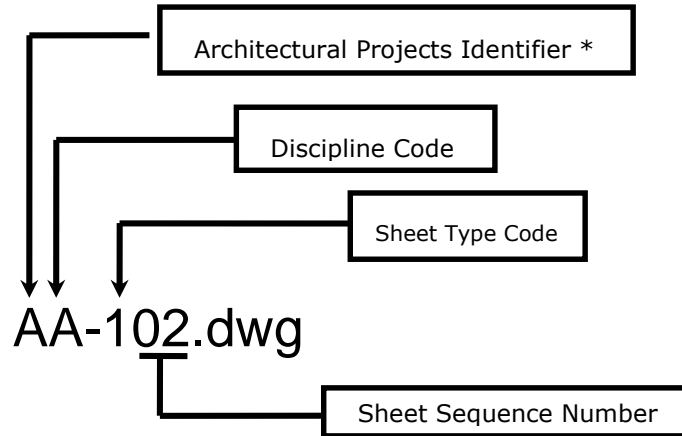 Architectural Projects Identifier *
Discipline Code
Sheet Type Code
AA-102.dwg
Sheet Sequence Number